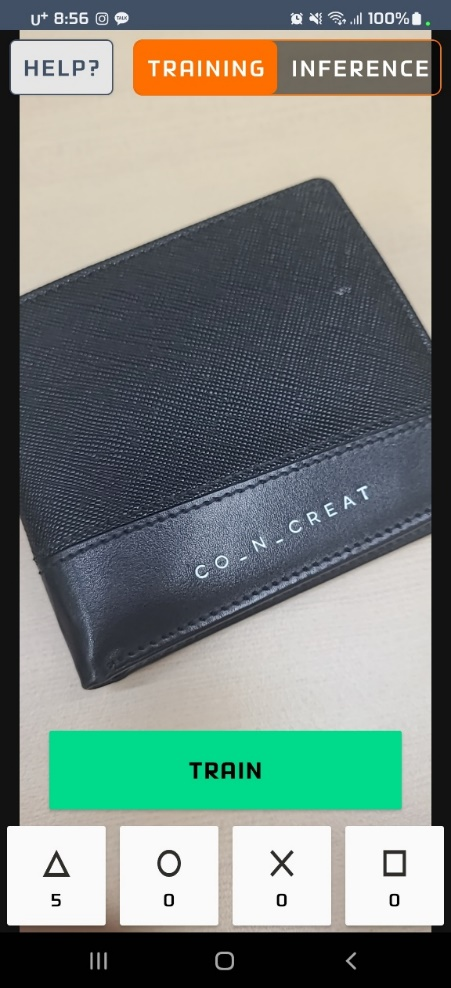 U+ 8:56 100%
HELP? TRAINING INFERENCE
CO-N-CREAT
TRAIN
5 0 0 0